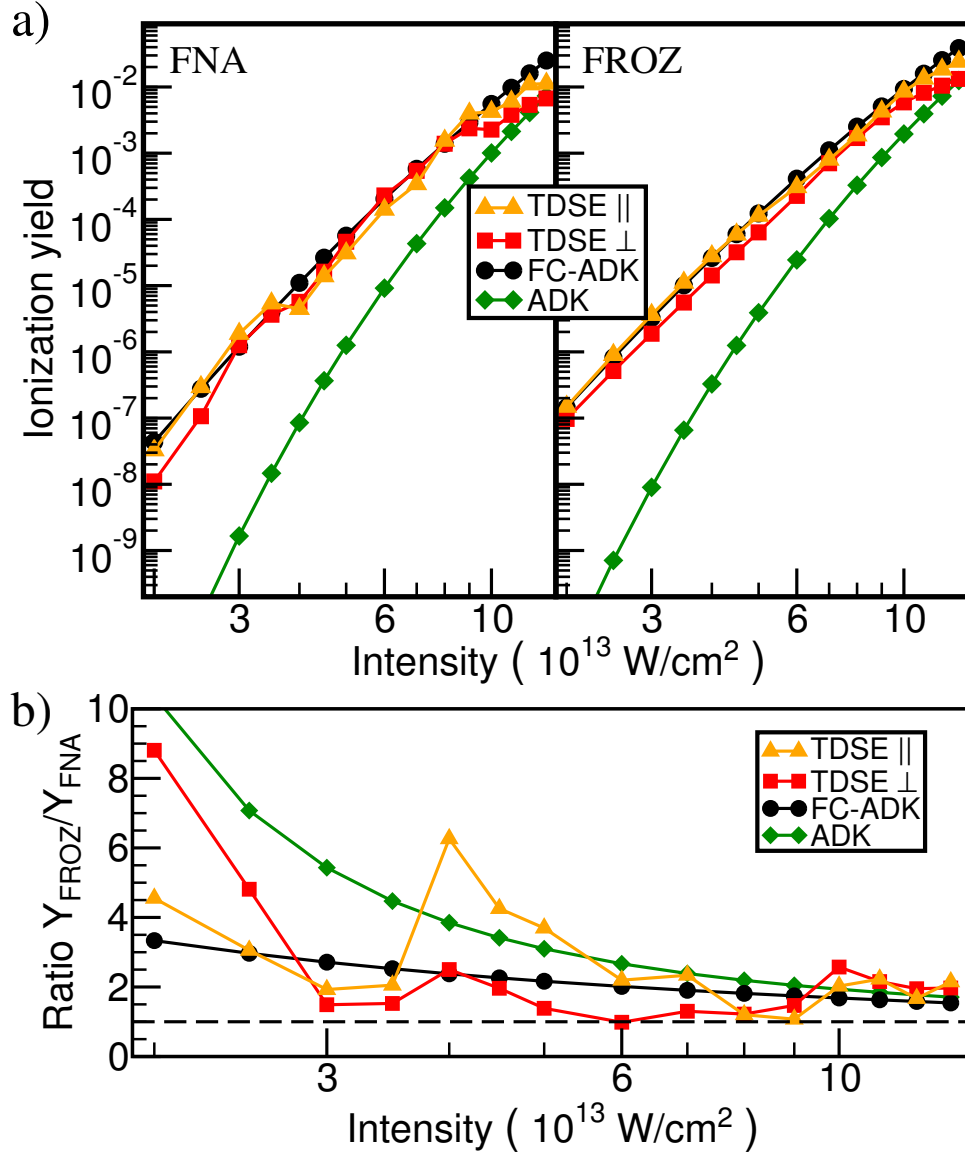 a)
FNA
FROZ
Ionization yield
10^-2
10^-3
10^-4
10^-5
10^-6
10^-7
10^-8
10^-9
TDSE ||
TDSE ⊥
FC-ADK
ADK
3 6 10 3 6 10
Intensity ( 10^13 W/cm^2 )
b)
Ratio Y_FROZ/Y_FNA
10
8
6
4
2
0
TDSE ||
TDSE ⊥
FC-ADK
ADK
3 6 10
Intensity ( 10^13 W/cm^2 )